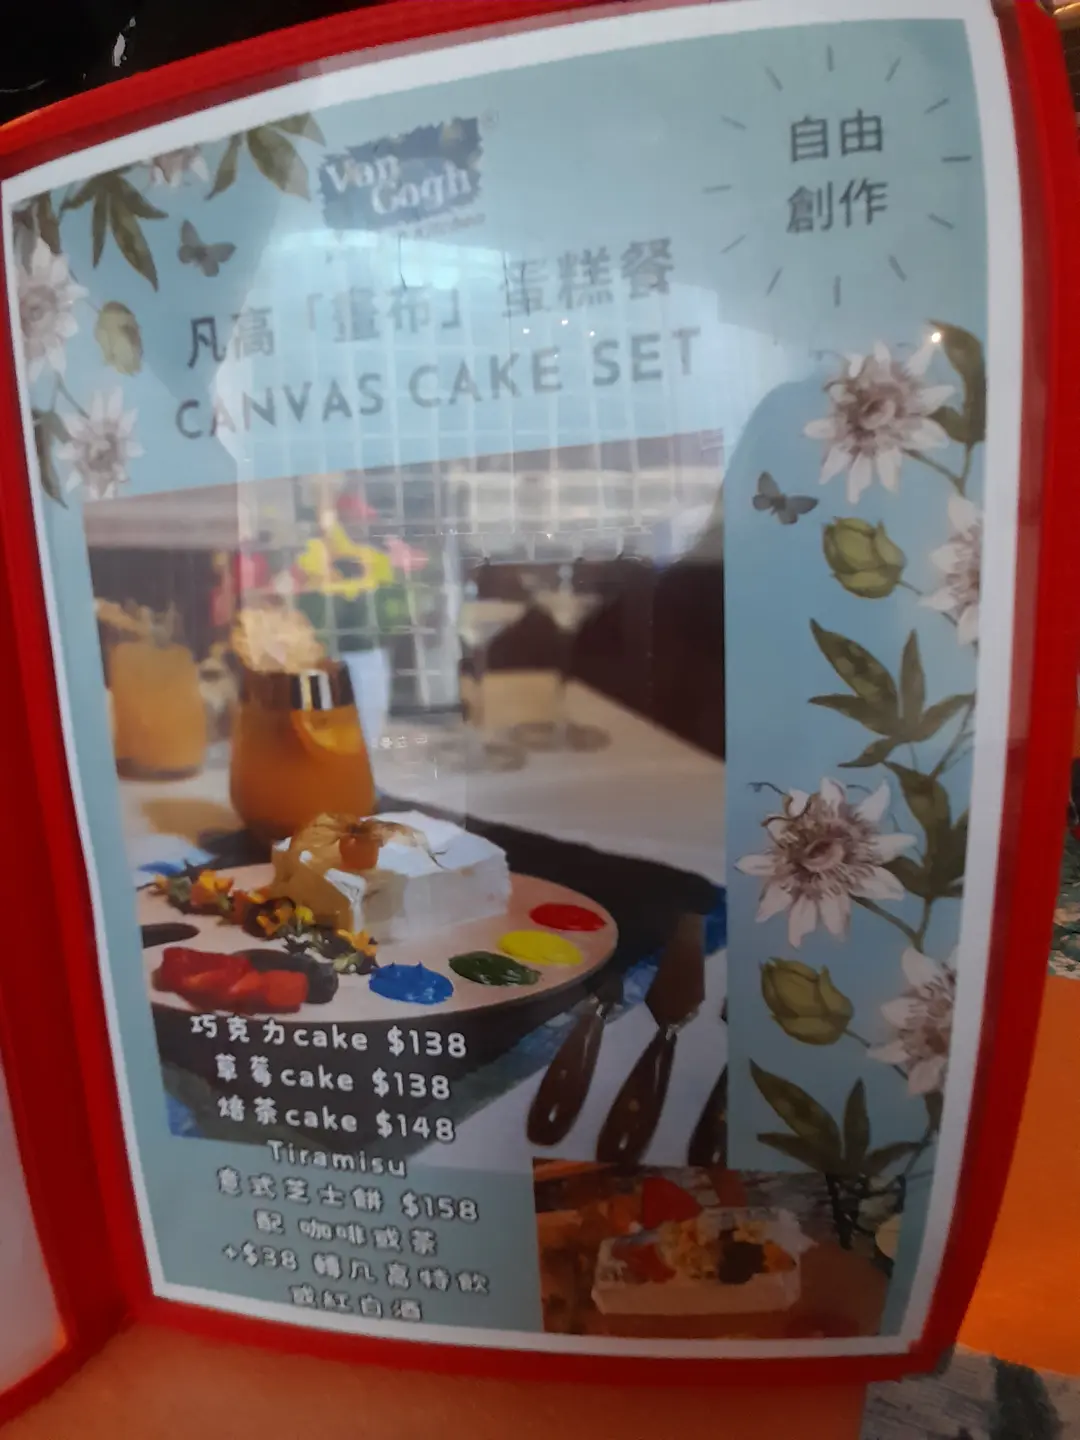 Van
Gogh
自由
創作
凡高「畫布」蛋糕餐
CANVAS CAKE SET
巧克力cake $138
草莓cake $138
焙茶cake $148
Tiramisu
意式芝士餅 $158
配 咖啡或茶
+$38 轉凡高特飲
或紅白酒